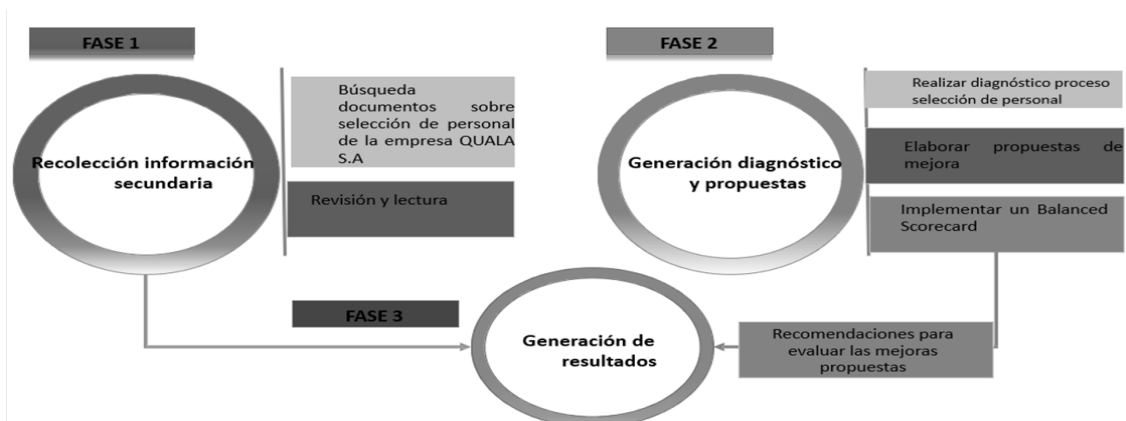 FASE 1
Recolección información
secundaria
Búsqueda
documentos sobre
selección de personal
de la empresa QUALA
S.A
Revisión y lectura
FASE 2
Generación diagnóstico
y propuestas
Realizar diagnóstico proceso
selección de personal
Elaborar propuestas de
mejora
Implementar un Balanced
Scorecard
FASE 3
Generación de
resultados
Recomendaciones para
evaluar las mejoras
propuestas